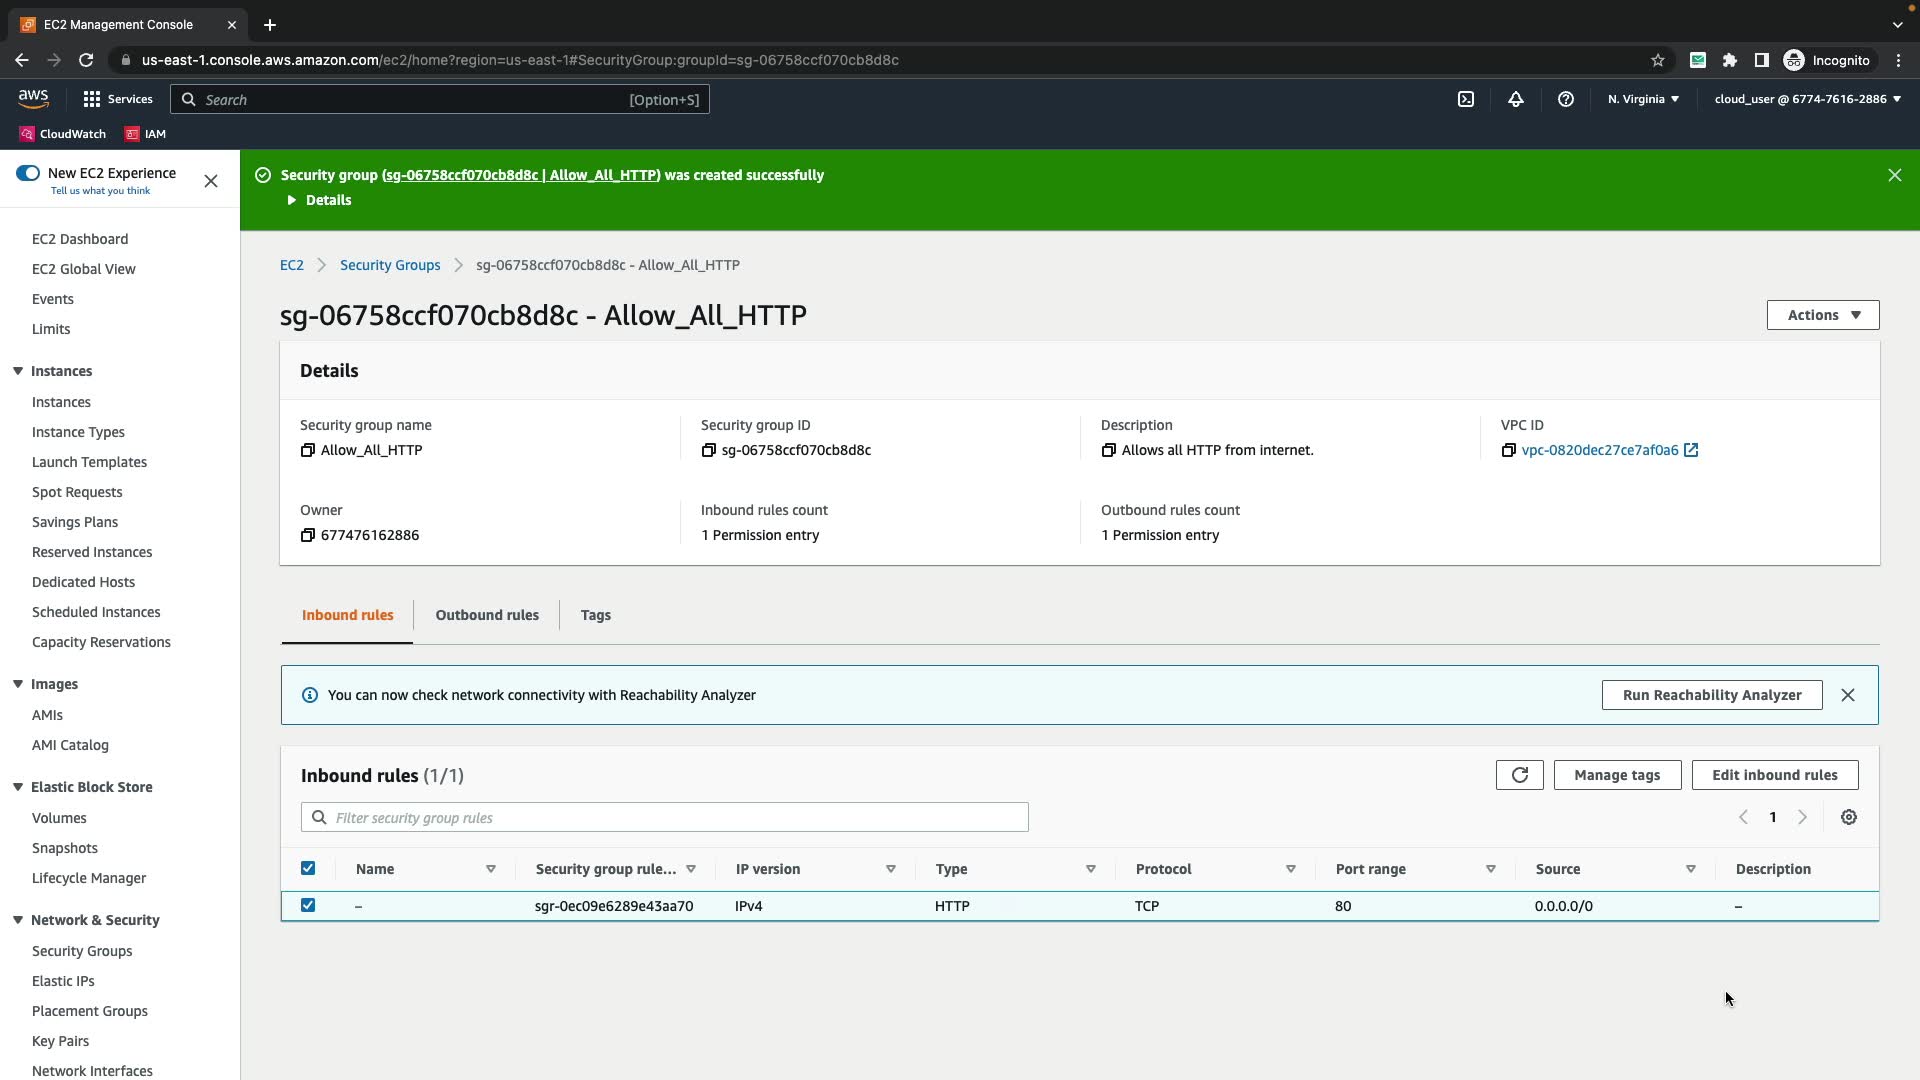 EC2 Management Console
us-east-1.console.aws.amazon.com/ec2/home?region=us-east-1#SecurityGroup:groupId=sg-06758ccf070cb8d8c
Incognito
aws
Services
Search
[Option+S]
N. Virginia
cloud_user @ 6774-7616-2886
CloudWatch
IAM
New EC2 Experience
Tell us what you think
EC2 Dashboard
EC2 Global View
Events
Limits
Instances
Instances
Instance Types
Launch Templates
Spot Requests
Savings Plans
Reserved Instances
Dedicated Hosts
Scheduled Instances
Capacity Reservations
Images
AMIs
AMI Catalog
Elastic Block Store
Volumes
Snapshots
Lifecycle Manager
Network & Security
Security Groups
Elastic IPs
Placement Groups
Key Pairs
Network Interfaces
Security group (sg-06758ccf070cb8d8c | Allow_All_HTTP) was created successfully
Details
EC2 > Security Groups > sg-06758ccf070cb8d8c - Allow_All_HTTP
sg-06758ccf070cb8d8c - Allow_All_HTTP
Actions
Details
Security group name
Allow_All_HTTP
Security group ID
sg-06758ccf070cb8d8c
Description
Allows all HTTP from internet.
VPC ID
vpc-0820dec27ce7af0a6
Owner
677476162886
Inbound rules count
1 Permission entry
Outbound rules count
1 Permission entry
Inbound rules
Outbound rules
Tags
You can now check network connectivity with Reachability Analyzer
Run Reachability Analyzer
Inbound rules (1/1)
Manage tags
Edit inbound rules
Filter security group rules
1
Name Security group rule... IP version Type Protocol Port range Source Description
– sgr-0ec09e6289e43aa70 IPv4 HTTP TCP 80 0.0.0.0/0 –